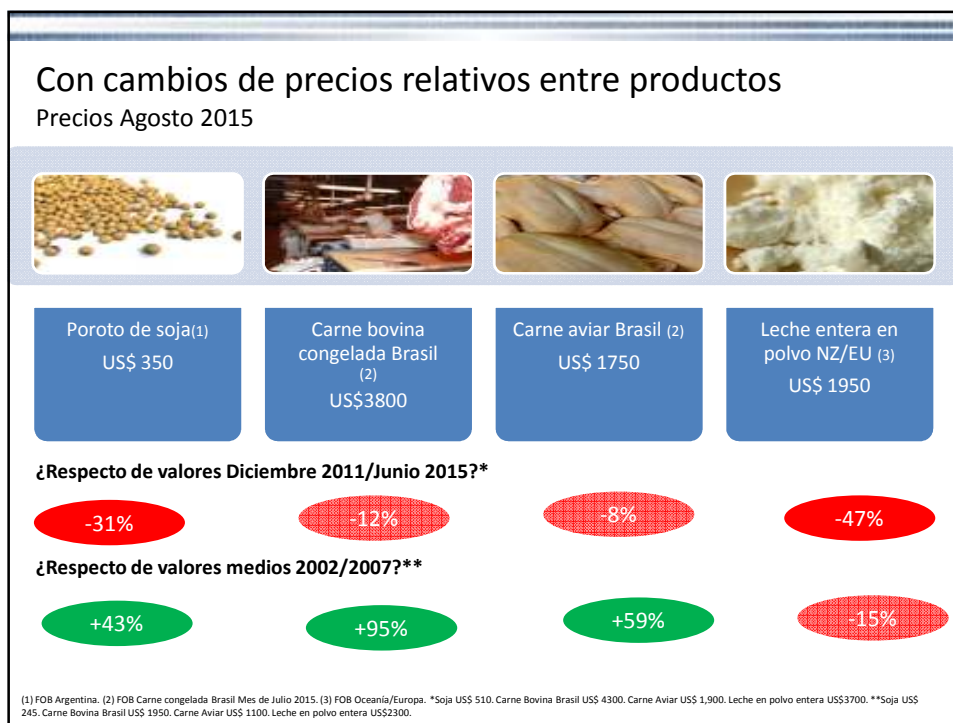 Con cambios de precios relativos entre productos
Precios Agosto 2015
Poroto de soja(1)
US$ 350
Carne bovina
congelada Brasil
(2)
US$3800
Carne aviar Brasil (2)
US$ 1750
Leche entera en
polvo NZ/EU (3)
US$ 1950
¿Respecto de valores Diciembre 2011/Junio 2015?*
-31%
-12%
-8%
-47%
¿Respecto de valores medios 2002/2007?**
+43%
+95%
+59%
-15%
(1) FOB Argentina. (2) FOB Carne congelada Brasil Mes de Julio 2015. (3) FOB Oceanía/Europa. *Soja US$ 510. Carne Bovina Brasil US$ 4300. Carne Aviar US$ 1,900. Leche en polvo entera US$3700. **Soja US$
245. Carne Bovina Brasil US$ 1950. Carne Aviar US$ 1100. Leche en polvo entera US$2300.